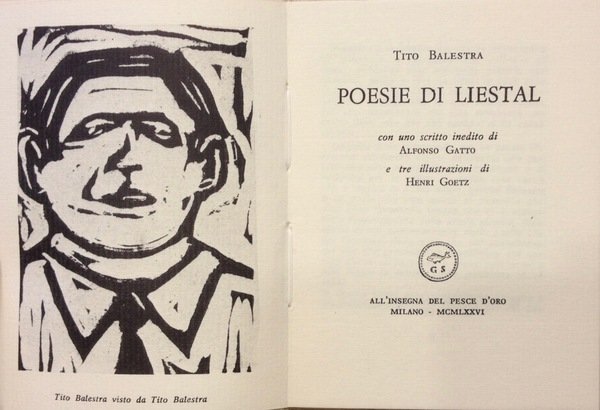 Tito Balestra visto da Tito Balestra
TITO BALESTRA
POESIE DI LIESTAL
con uno scritto inedito di
ALFONSO GATTO
e tre illustrazioni di
HENRI GOETZ
G S
ALL'INSEGNA DEL PESCE D'ORO
MILANO - MCMLXXVI